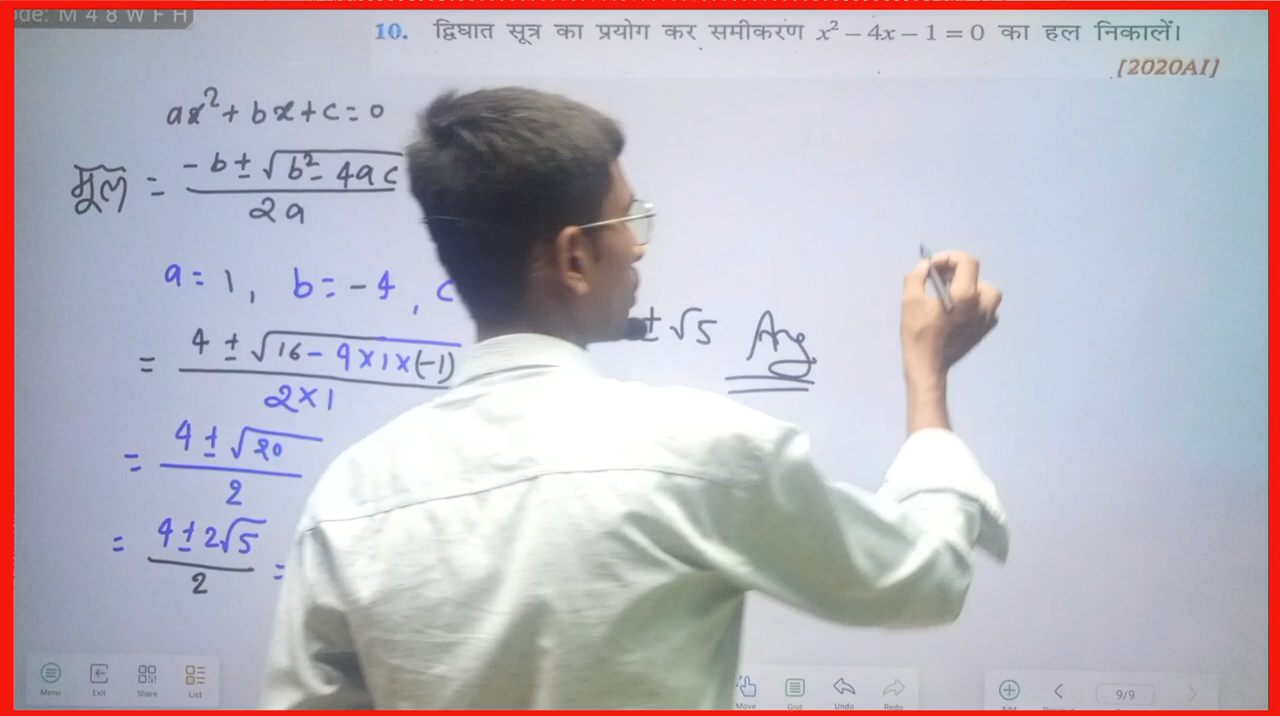 ode: M 4 8 W F H
10. द्विघात सूत्र का प्रयोग कर समीकरण x² – 4x – 1 = 0 का हल निकालें।
[2020AI]
ax² + bx + c = 0
मूल = -b ± √b² - 4ac / 2a
a = 1, b = -4, c
= 4 ± √16 - 4×1×(-1) / 2×1
± √5 Ans
= 4 ± √20 / 2
= 4 ± 2√5 / 2 =
Menu Exit Share List Move Grid Undo Redo Add 9/9